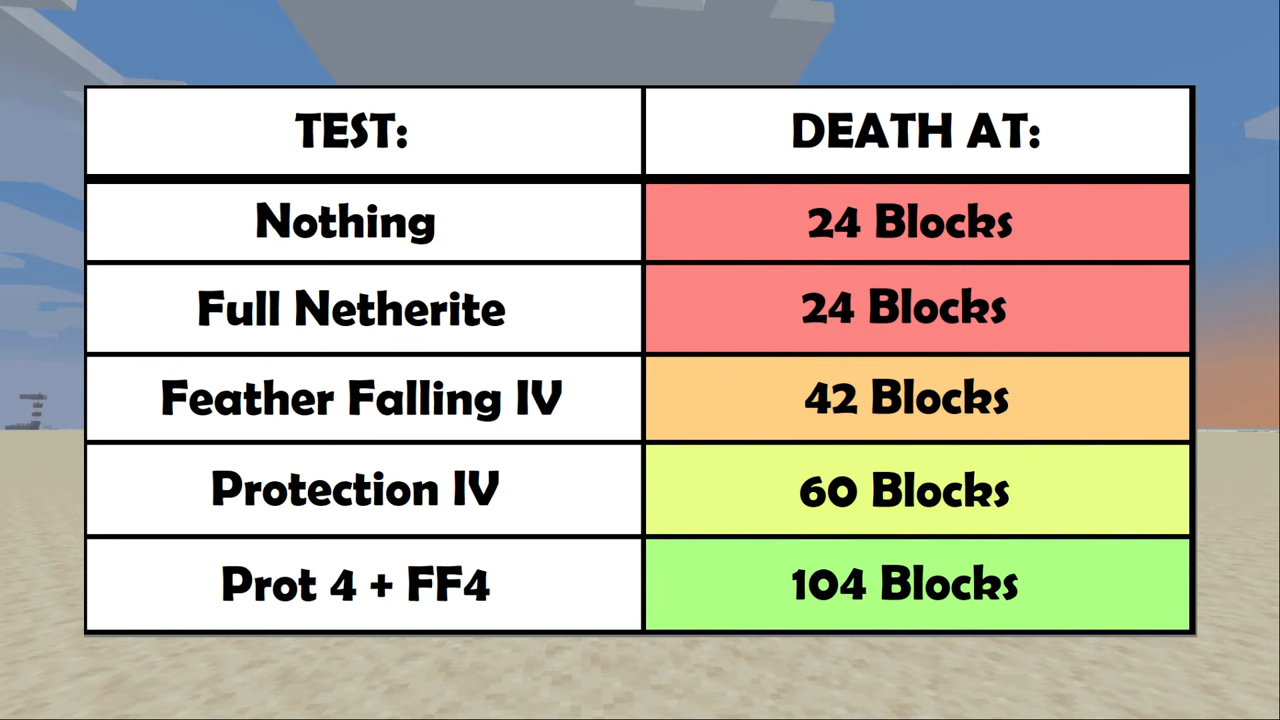 TEST: DEATH AT:
Nothing 24 Blocks
Full Netherite 24 Blocks
Feather Falling IV 42 Blocks
Protection IV 60 Blocks
Prot 4 + FF4 104 Blocks